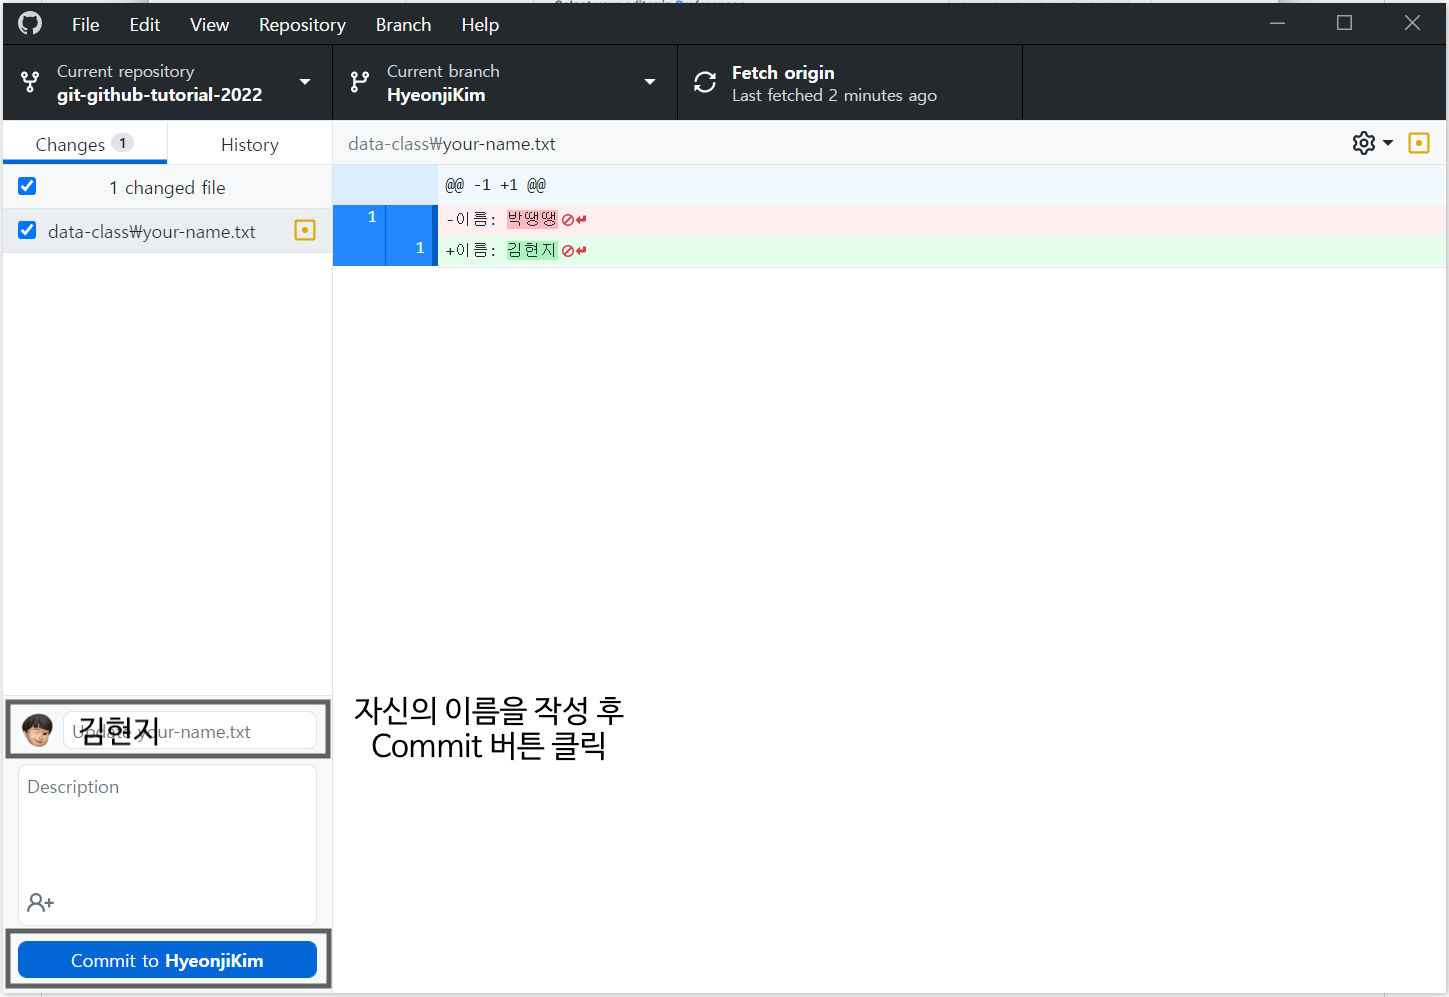 File Edit View Repository Branch Help
Current repository
git-github-tutorial-2022
Current branch
HyeonjiKim
Fetch origin
Last fetched 2 minutes ago
Changes 1
History
data-class₩your-name.txt
1 changed file
data-class₩your-name.txt
@@ -1 +1 @@
1 -이름: 박땡땡
1 +이름: 김현지
자신의 이름을 작성 후
Commit 버튼 클릭
김현지
Update your-name.txt
Description
Commit to HyeonjiKim